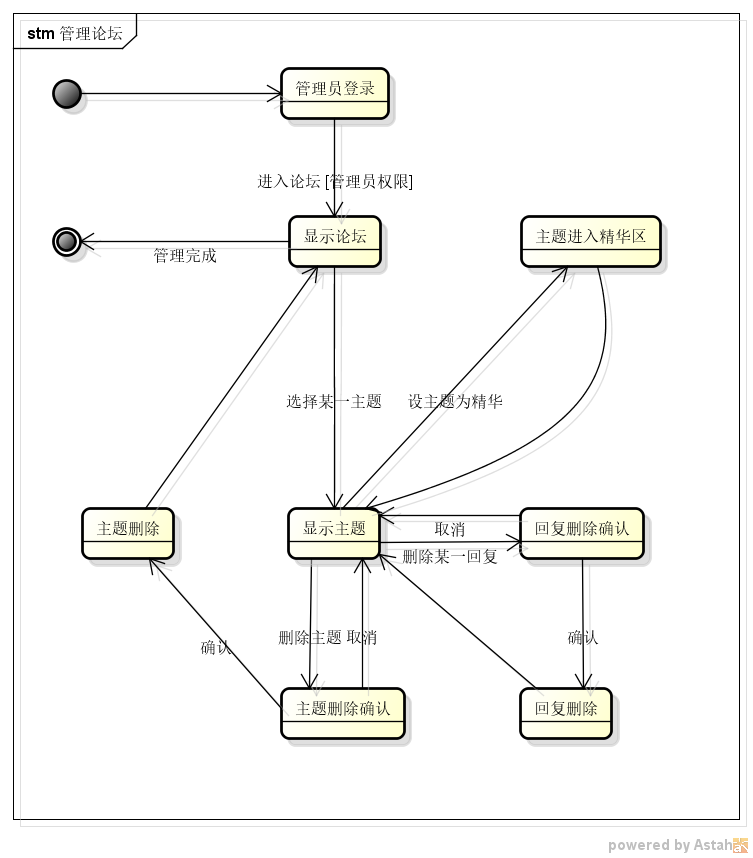 stm 管理论坛
管理员登录
进入论坛 [管理员权限]
显示论坛
主题进入精华区
管理完成
选择某一主题
设主题为精华
主题删除
显示主题
回复删除确认
取消
删除某一回复
确认
删除主题
取消
确认
主题删除确认
回复删除
powered by Astah